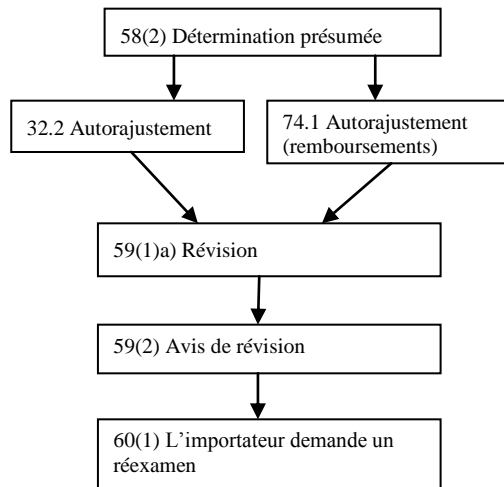 58(2) Détermination présumée
32.2 Autorajustement
74.1 Autorajustement
(remboursements)
59(1)a) Révision
59(2) Avis de révision
60(1) L’importateur demande un
réexamen